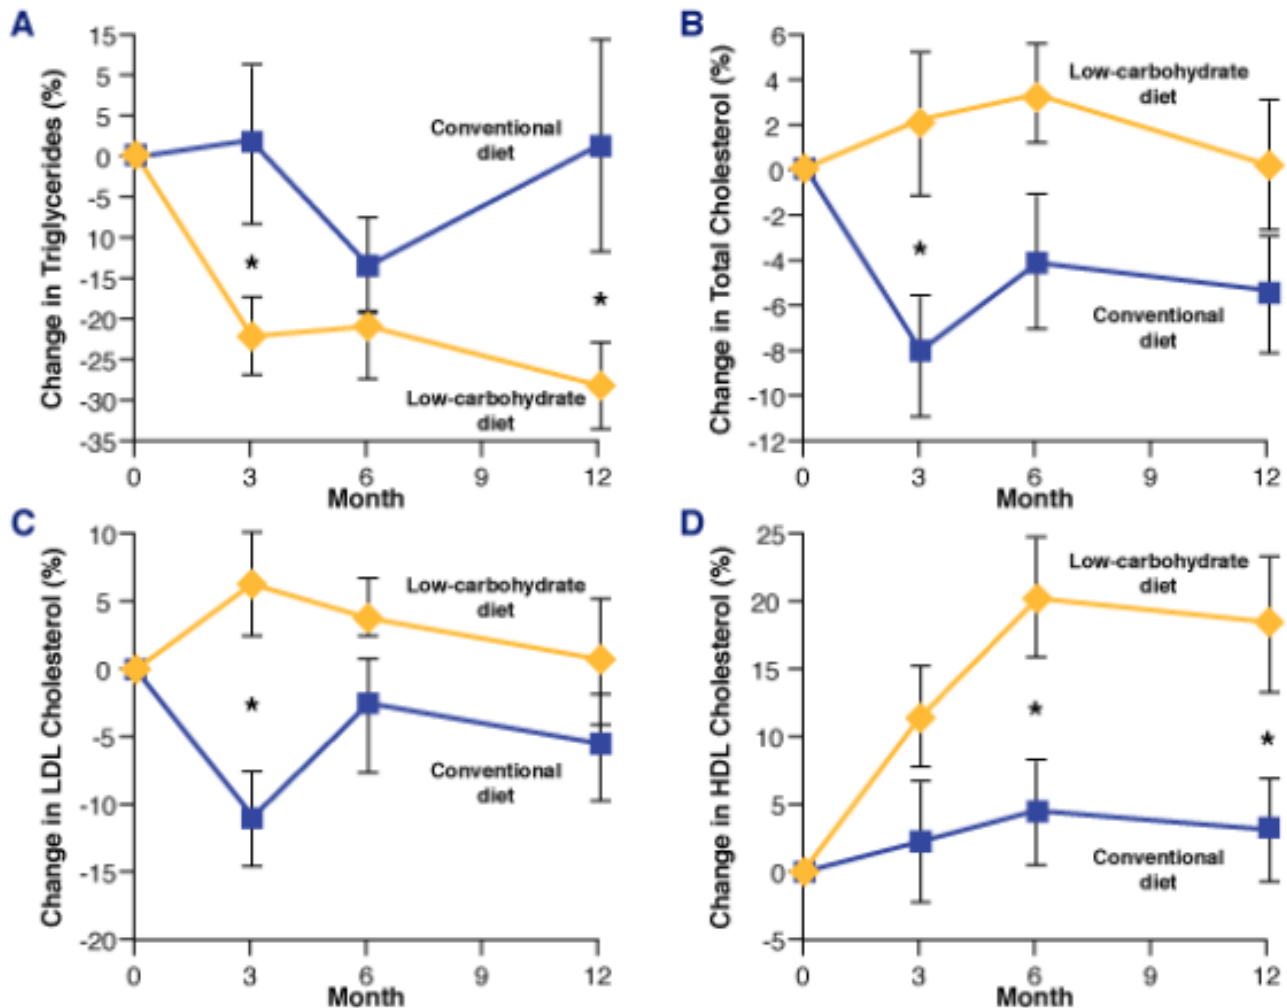 A
Change in Triglycerides (%)
15
5
5
0
-5
10
-15
-20
-25
-30
-35
Conventional
diet
*
*
Low-carbohydrate
diet
0 3 6 9 12
Month
B
Change in Total Cholesterol (%)
6
4
2
0
-2
-4
-6
-8
-10
-12
Low-carbohydrate
diet
*
Conventional
diet
0 3 6 9 12
Month
C
Change in LDL Cholesterol (%)
10
5
0
-5
-10
-15
-20
Low-carbohydrate
diet
*
Conventional
diet
0 3 6 9 12
Month
D
Change in HDL Cholesterol (%)
25
20
15
10
5
0
-5
Low-carbohydrate
diet
*
*
Conventional
diet
0 3 6 9 12
Month